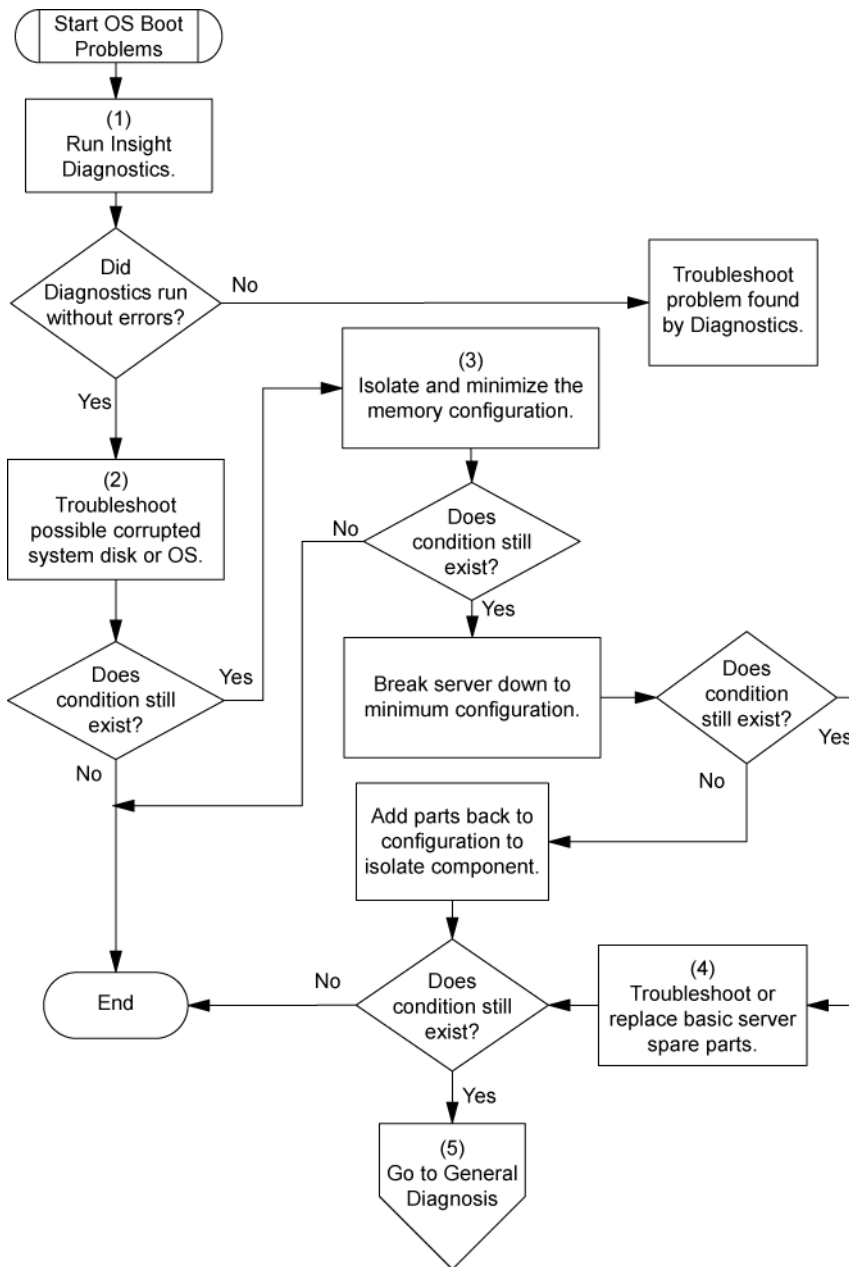 Start OS Boot
Problems
(1)
Run Insight
Diagnostics.
Did
Diagnostics run
without errors?
No
Troubleshoot
problem found
by Diagnostics.
Yes
(3)
Isolate and minimize the
memory configuration.
(2)
Troubleshoot
possible corrupted
system disk or OS.
No
Does
condition still
exist?
Yes
Does
condition still
exist?
Yes
No
Break server down to
minimum configuration.
Does
condition
still exist?
Yes
No
Add parts back to
configuration to
isolate component.
No
Does
condition still
exist?
(4)
Troubleshoot or
replace basic server
spare parts.
End
Yes
(5)
Go to General
Diagnosis